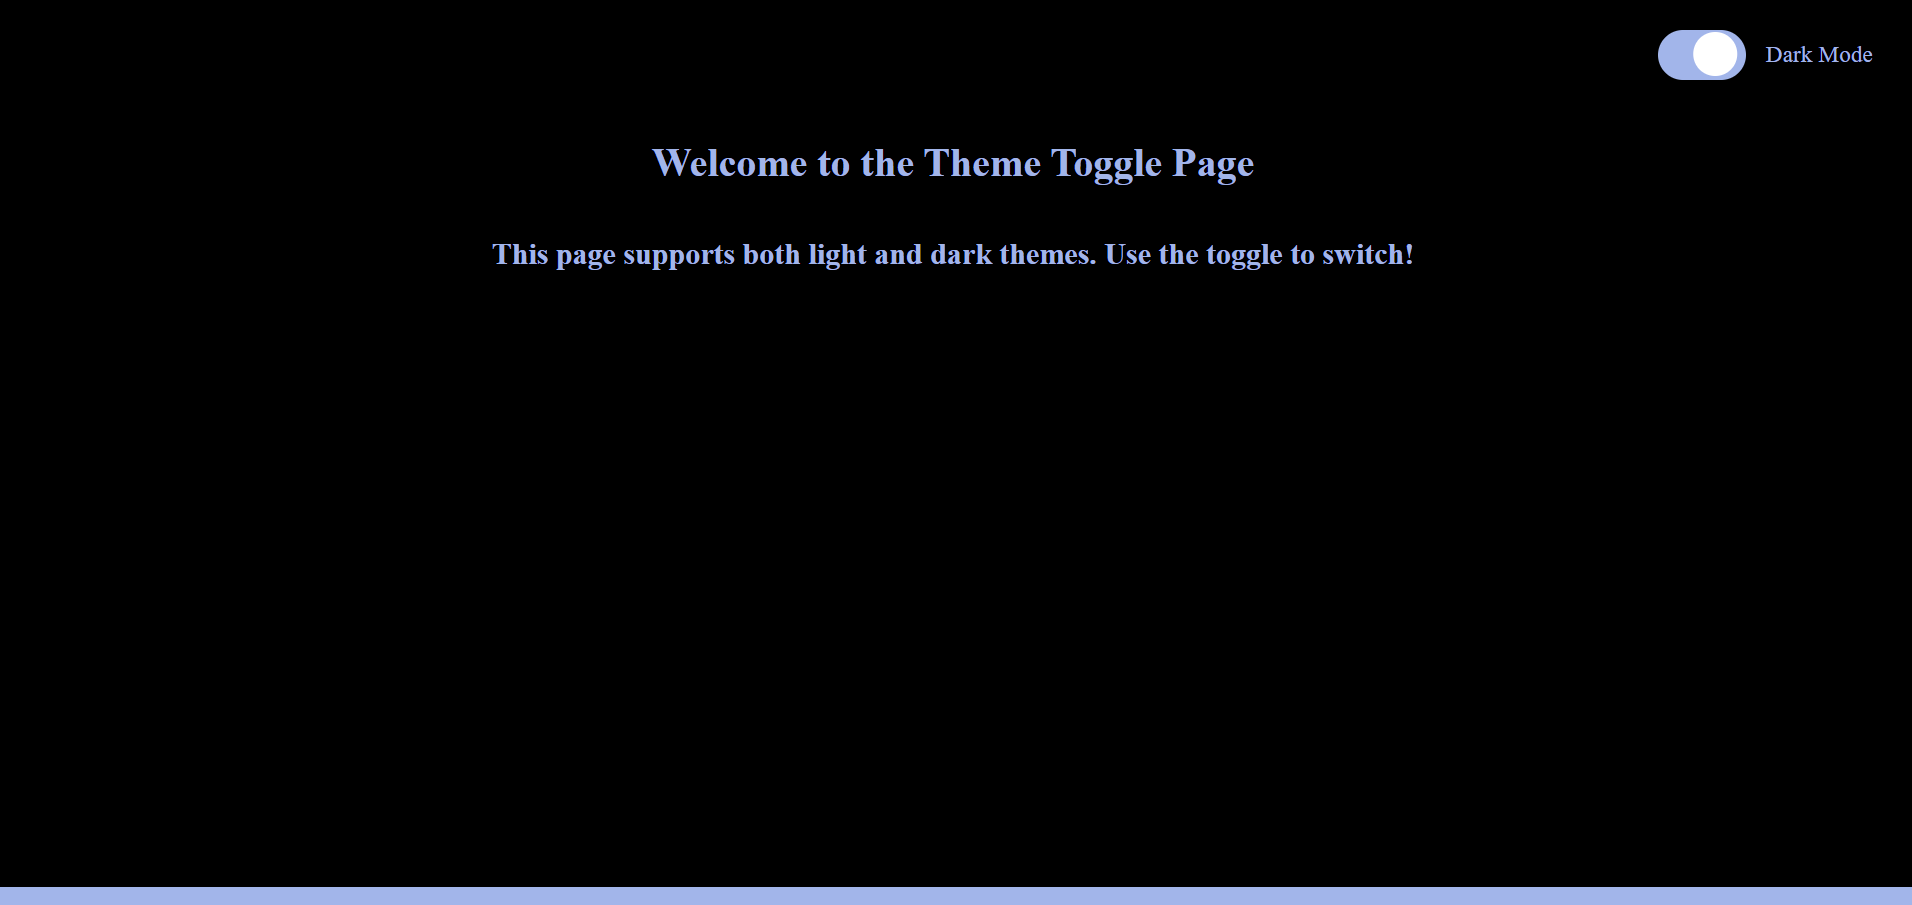 Dark Mode
Welcome to the Theme Toggle Page
This page supports both light and dark themes. Use the toggle to switch!